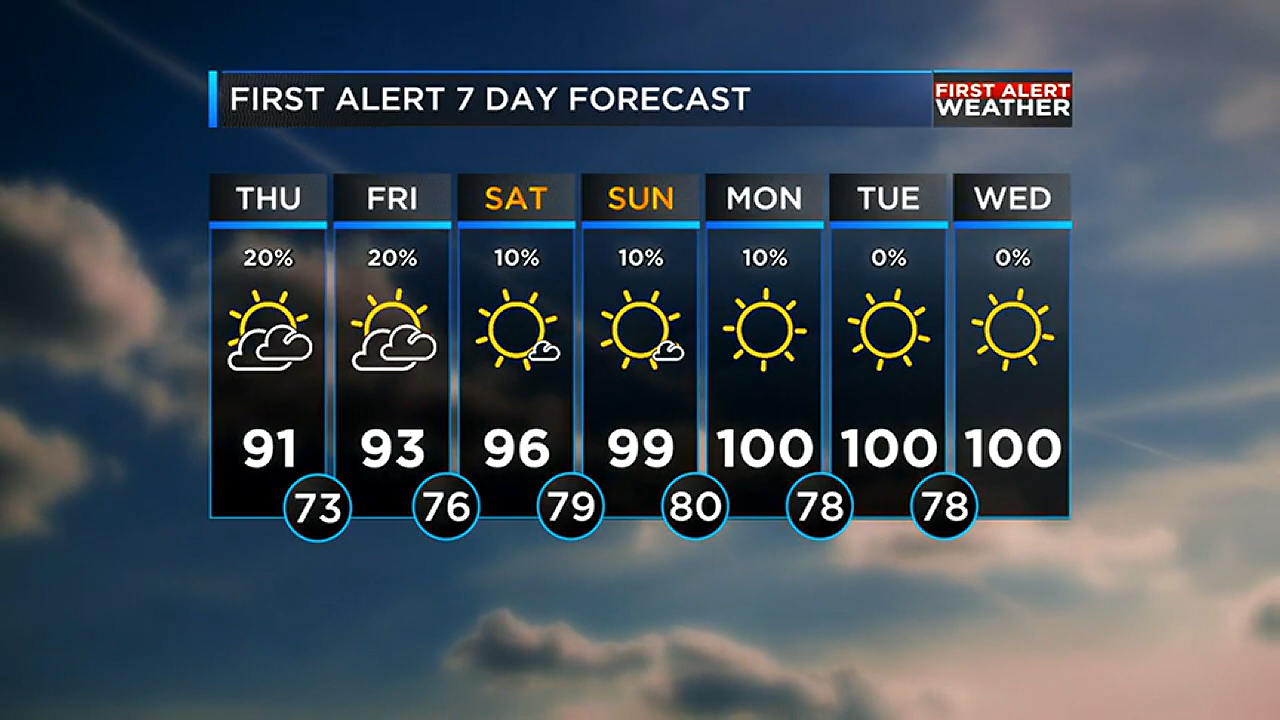 FIRST ALERT 7 DAY FORECAST
FIRST ALERT
WEATHER
THU FRI SAT SUN MON TUE WED
20% 20% 10% 10% 10% 0% 0%
91 93 96 99 100 100 100
73 76 79 80 78 78